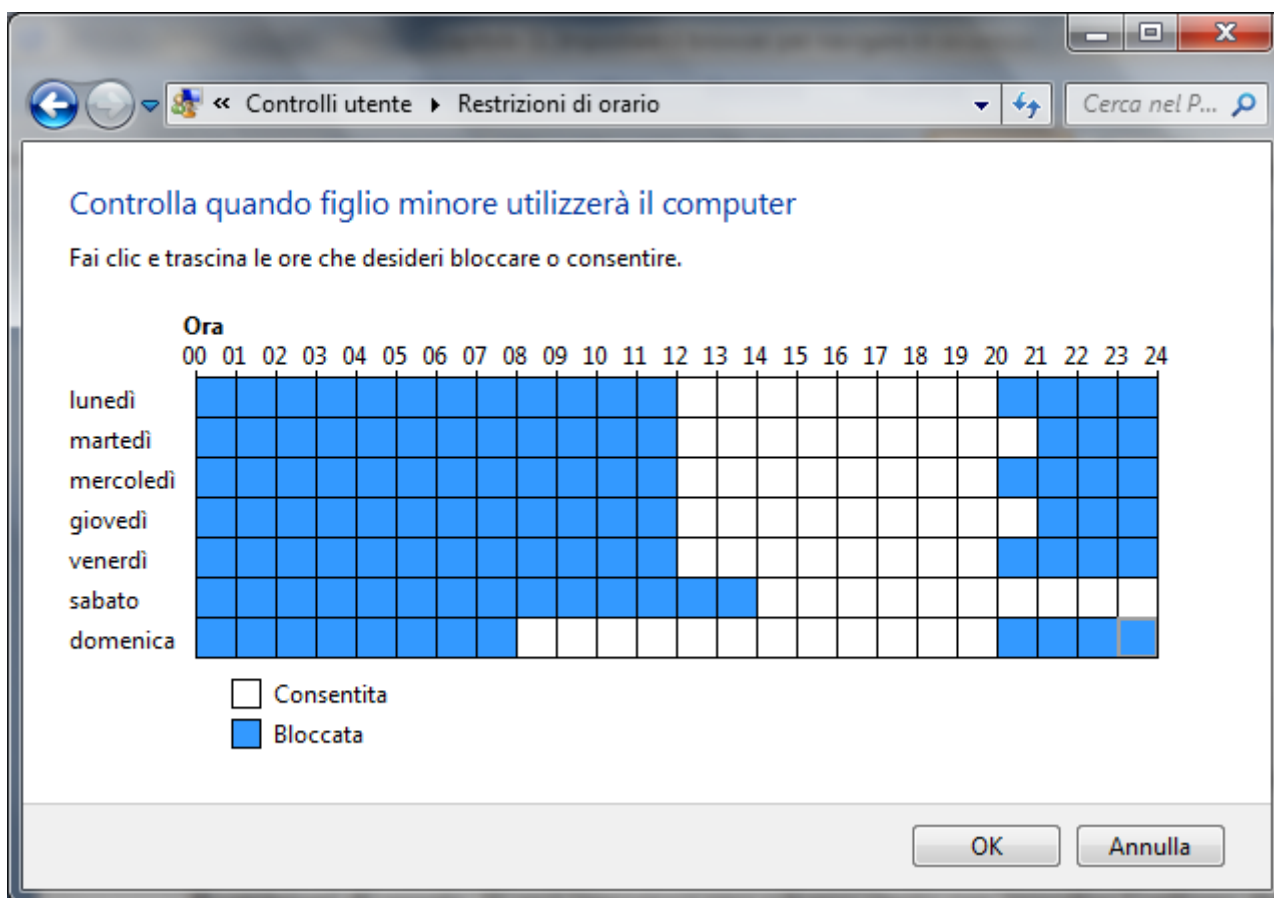 « Controlli utente ▸ Restrizioni di orario
Cerca nel P...
Controlla quando figlio minore utilizzerà il computer
Fai clic e trascina le ore che desideri bloccare o consentire.
Ora
00 01 02 03 04 05 06 07 08 09 10 11 12 13 14 15 16 17 18 19 20 21 22 23 24
lunedì
martedì
mercoledì
giovedì
venerdì
sabato
domenica
Consentita
Bloccata
OK
Annulla